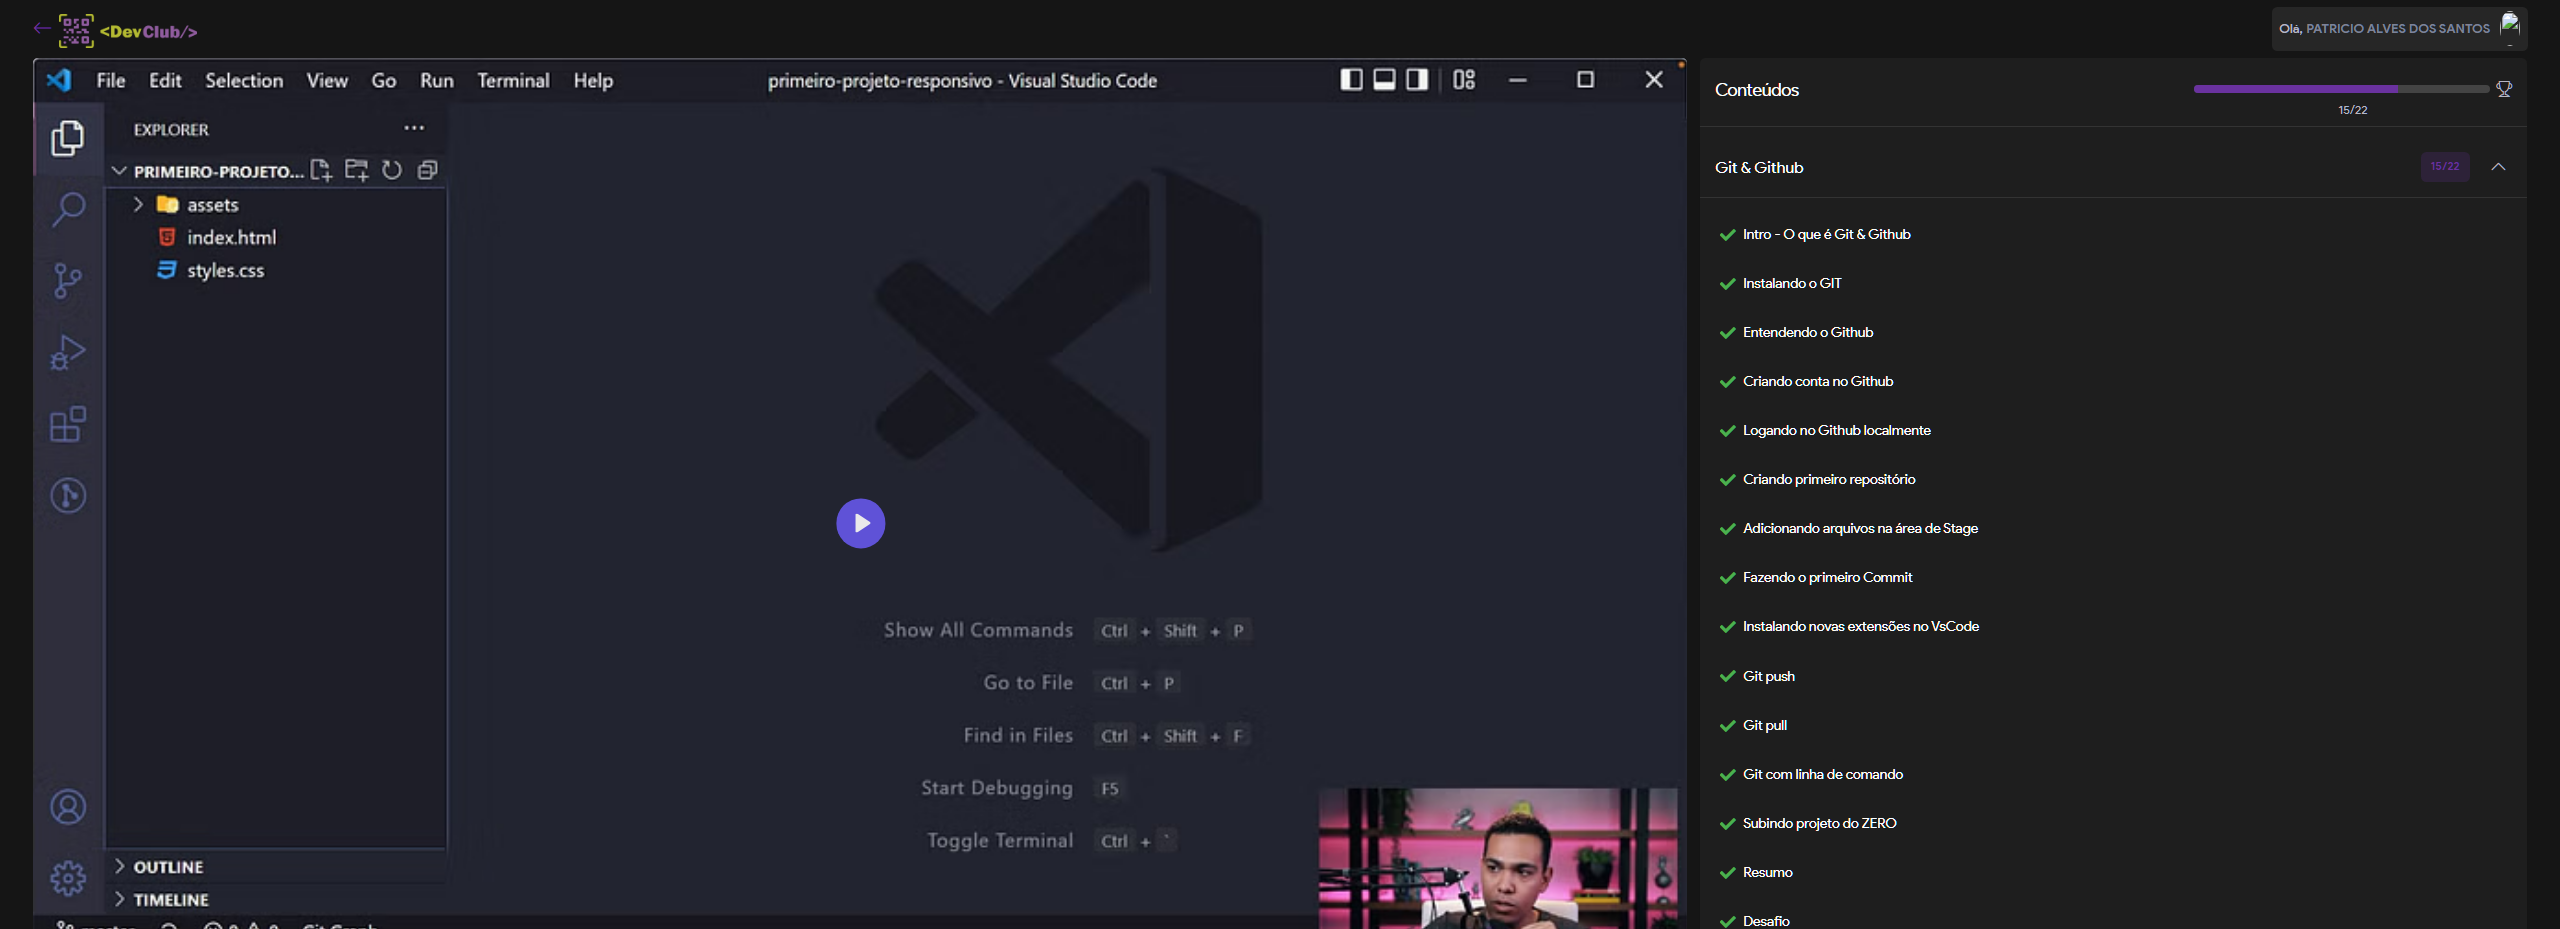 <DevClub/>
Olá, PATRICIO ALVES DOS SANTOS
File Edit Selection View Go Run Terminal Help
primeiro-projeto-responsivo - Visual Studio Code
EXPLORER
PRIMEIRO-PROJETO...
assets
index.html
styles.css
Show All Commands Ctrl + Shift + P
Go to File Ctrl + P
Find in Files Ctrl + Shift + F
Start Debugging F5
Toggle Terminal Ctrl + `
OUTLINE
TIMELINE
Conteúdos
15/22
Git & Github
15/22
Intro - O que é Git & Github
Instalando o GIT
Entendendo o Github
Criando conta no Github
Logando no Github localmente
Criando primeiro repositório
Adicionando arquivos na área de Stage
Fazendo o primeiro Commit
Instalando novas extensões no VsCode
Git push
Git pull
Git com linha de comando
Subindo projeto do ZERO
Resumo
Desafio